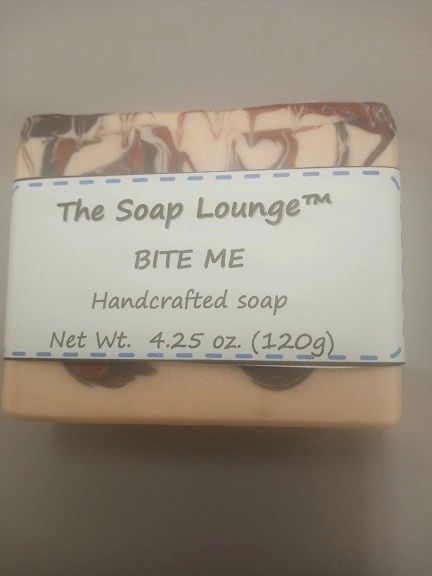 The Soap Lounge™
BITE ME
Handcrafted soap
Net Wt. 4.25 oz. (120g)